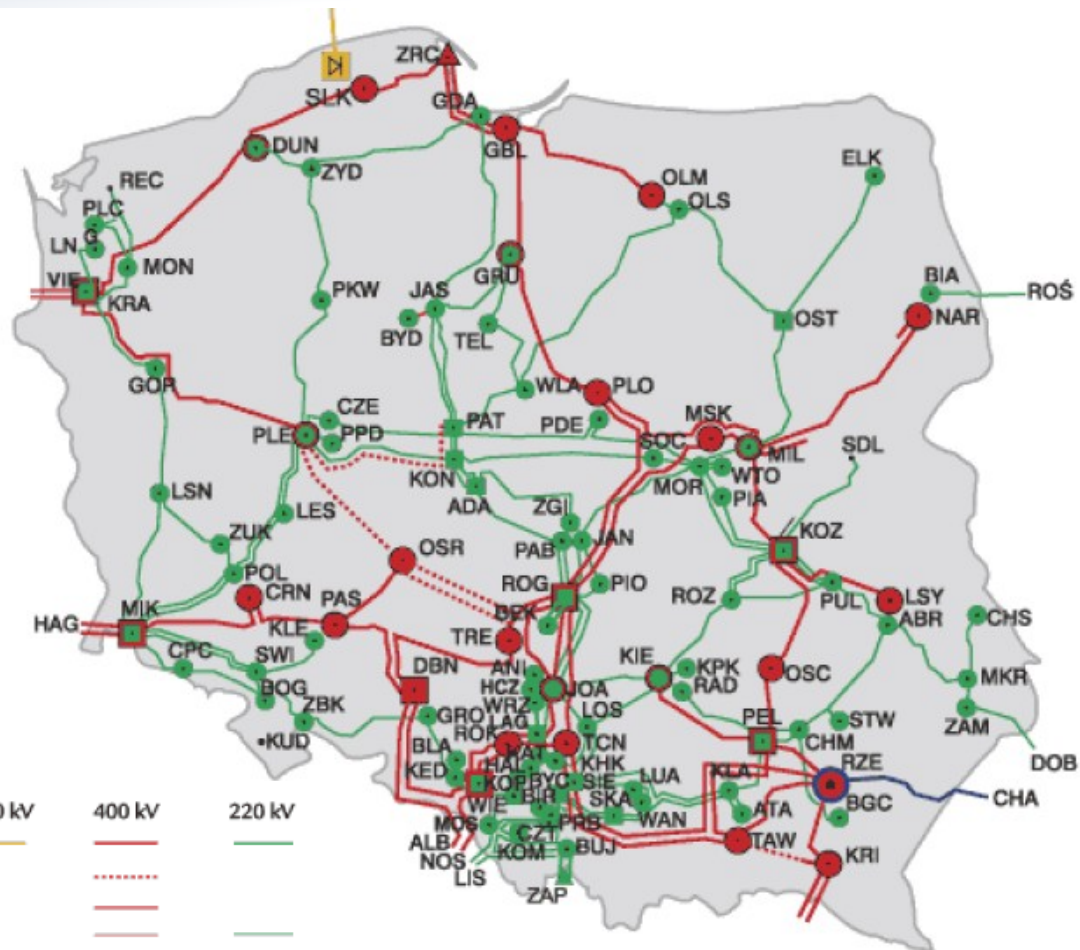 ZRC
SLK
GDA
GBL
DUN
ZYD
ELK
OLM
OLS
REC
PLC
G
LN
MON
VIE
KRA
GRU
BIA
ROŚ
NAR
PKW
JAS
BYD
TEL
OST
GOR
WLA
PLO
CZE
PLE
PPD
PAT
PDE
MSK
SOC
MIL
SDL
KON
MOR
WTO
PIA
ADA
LSN
LES
ZGI
KOZ
ZUK
OSR
PAB
JAN
POL
CRN
ROG
PIO
ROZ
PUL
LSY
MIK
PAS
BEK
ABR
CHS
HAG
KLE
TRE
CPC
SWI
DBN
ANI
KIE
KPK
OSC
RAD
MKR
BOG
HCZ
JOA
ZBK
GRO
WRZ
LOS
PEL
STW
ZAM
KUD
LAG
ROK
TCN
CHM
BLA
KAT
KHK
RZE
DOB
KED
HAL
KOP
BYC
SIE
LUA
KLA
BGC
CHA
WIE
BIR
SKA
WAN
ATA
0 kV
400 kV
220 kV
MOS
PRB
CZT
ALB
KOM
BUJ
TAW
KRI
NOS
LIS
ZAP